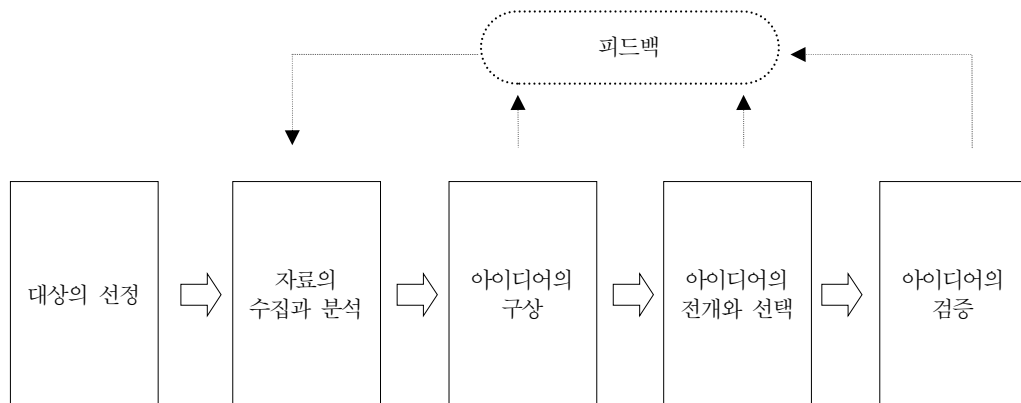 피드백
대상의 선정
자료의
수집과 분석
아이디어의
구상
아이디어의
전개와 선택
아이디어의
검증